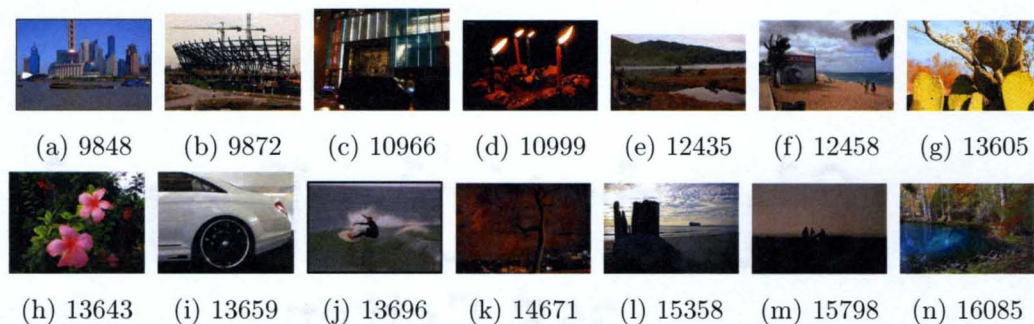 (a) 9848 (b) 9872 (c) 10966 (d) 10999 (e) 12435 (f) 12458 (g) 13605
(h) 13643 (i) 13659 (j) 13696 (k) 14671 (l) 15358 (m) 15798 (n) 16085